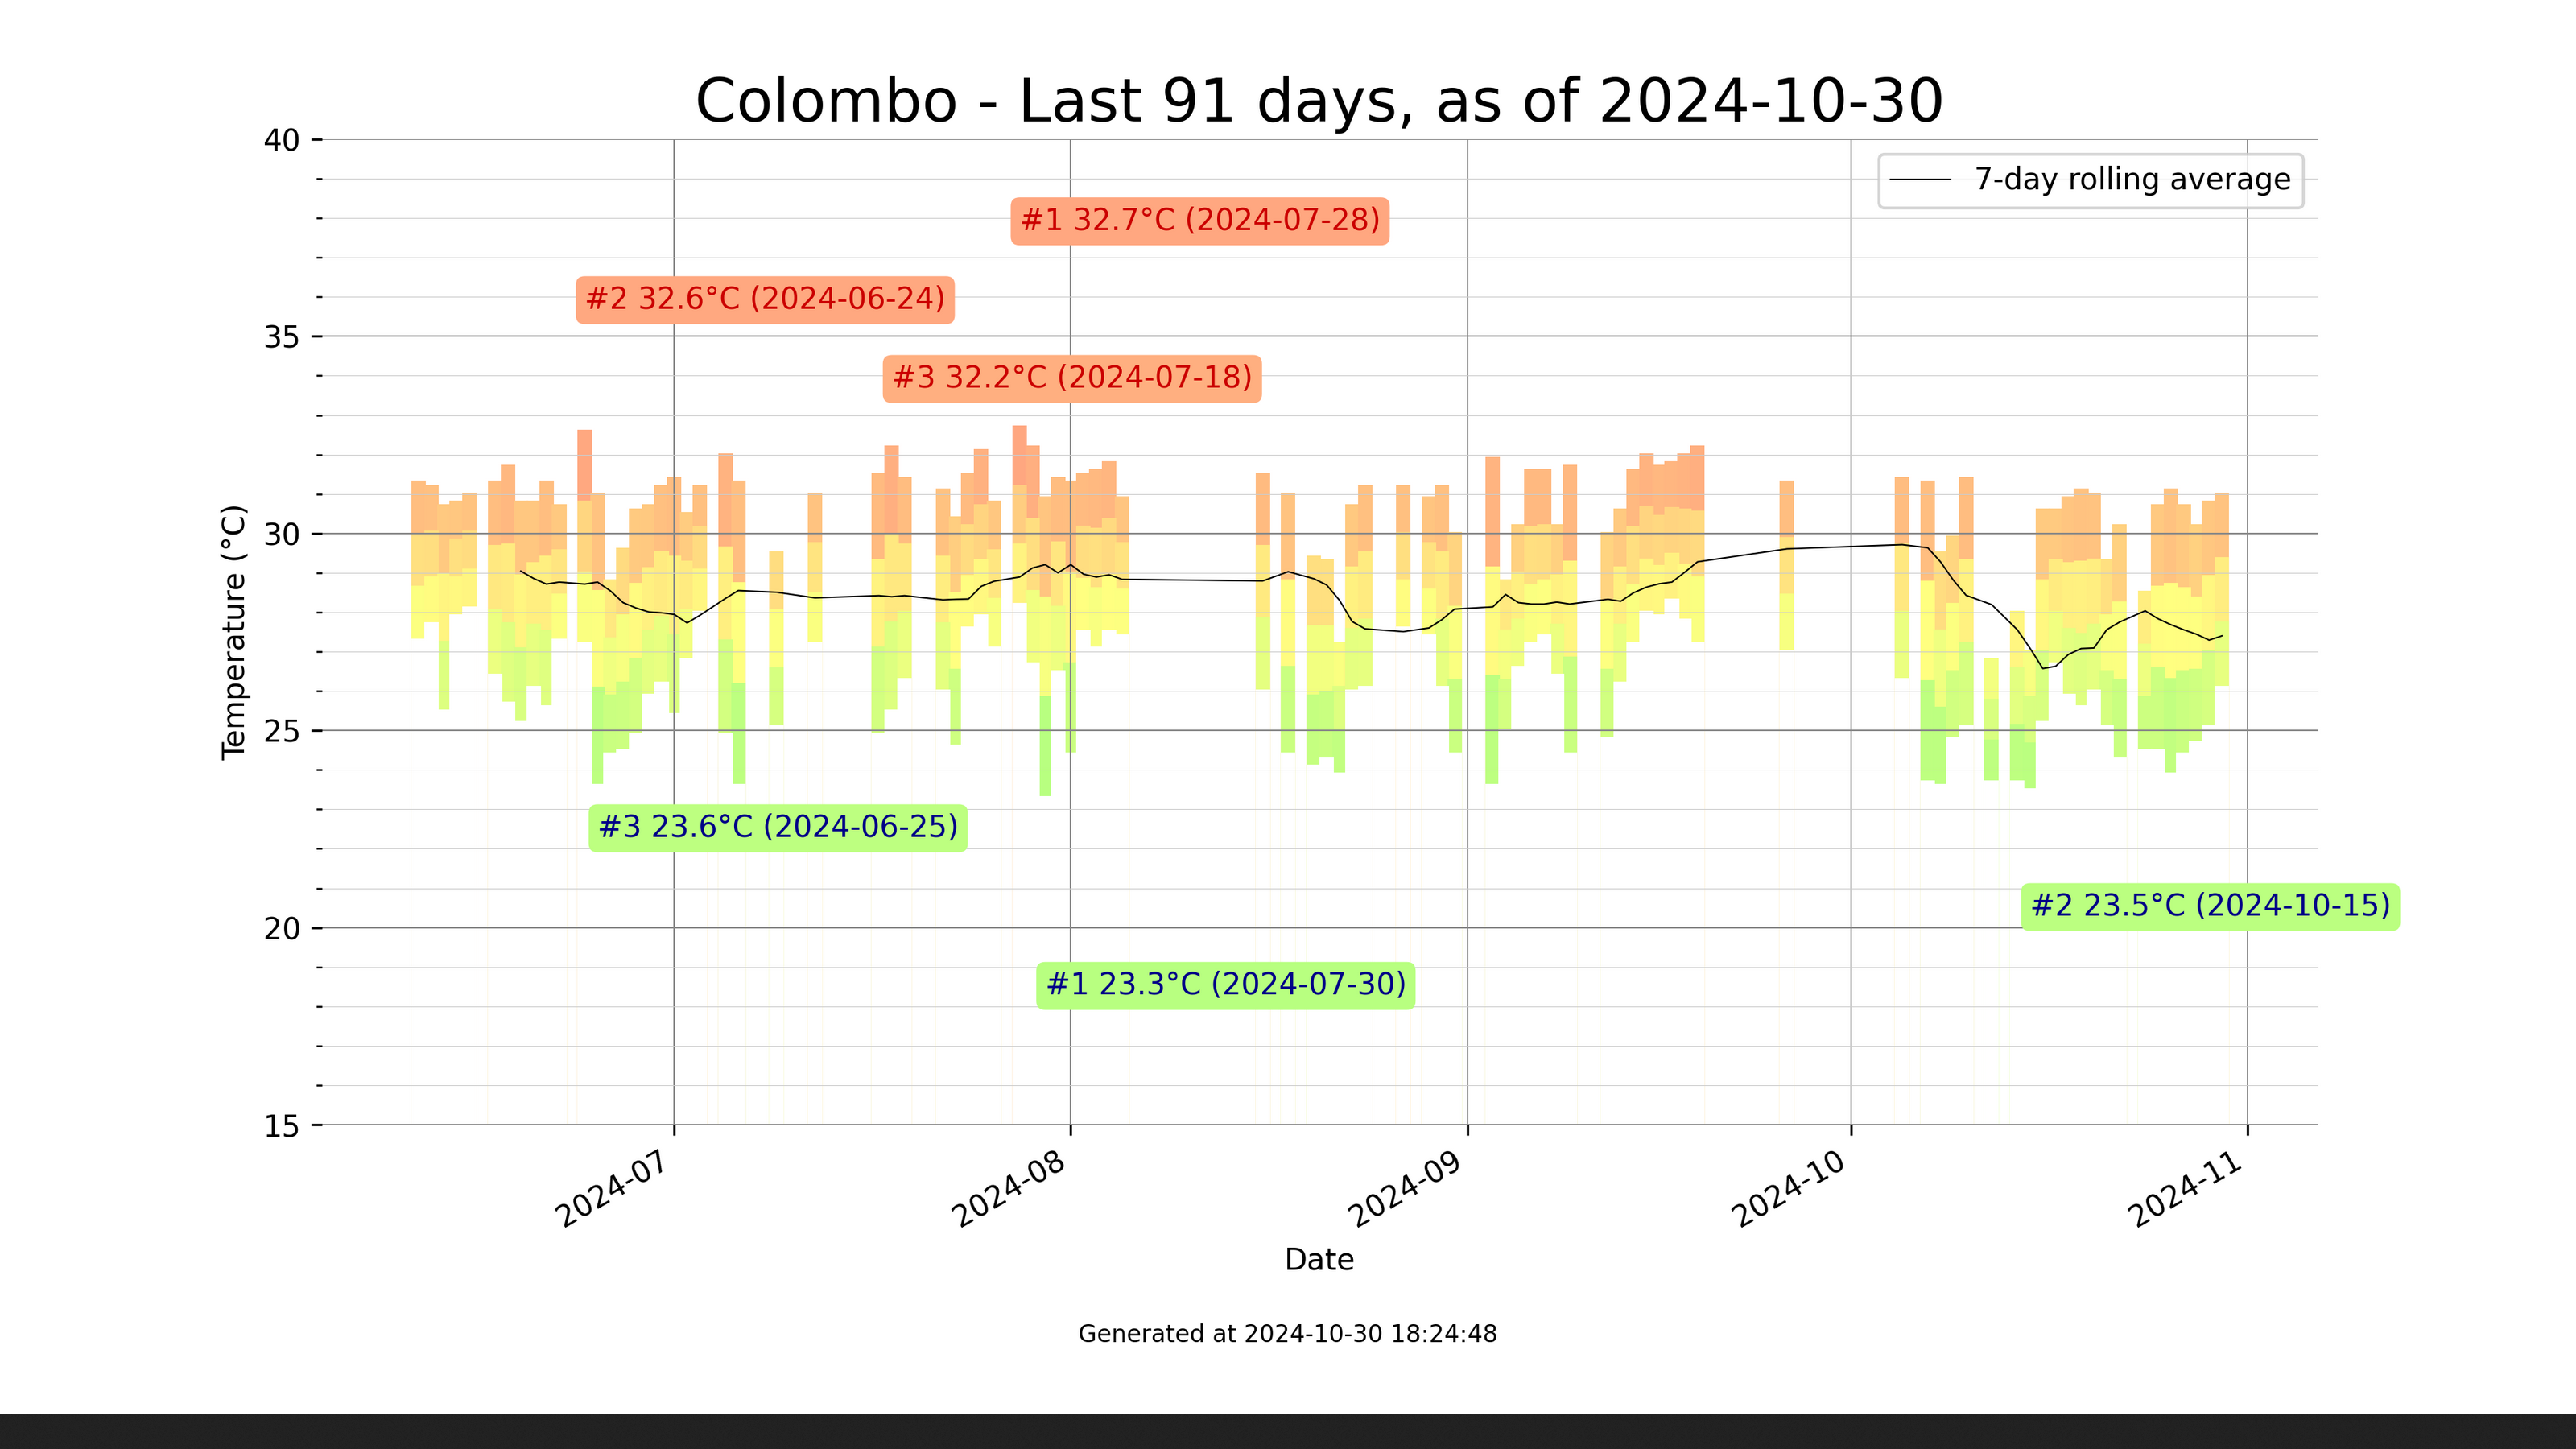 Colombo - Last 91 days, as of 2024-10-30
40
7-day rolling average
#1 32.7°C (2024-07-28)
#2 32.6°C (2024-06-24)
35
#3 32.2°C (2024-07-18)
30
Temperature (°C)
25
#3 23.6°C (2024-06-25)
#2 23.5°C (2024-10-15)
20
#1 23.3°C (2024-07-30)
15
2024-07
2024-08
2024-09
2024-10
2024-11
Date
Generated at 2024-10-30 18:24:48